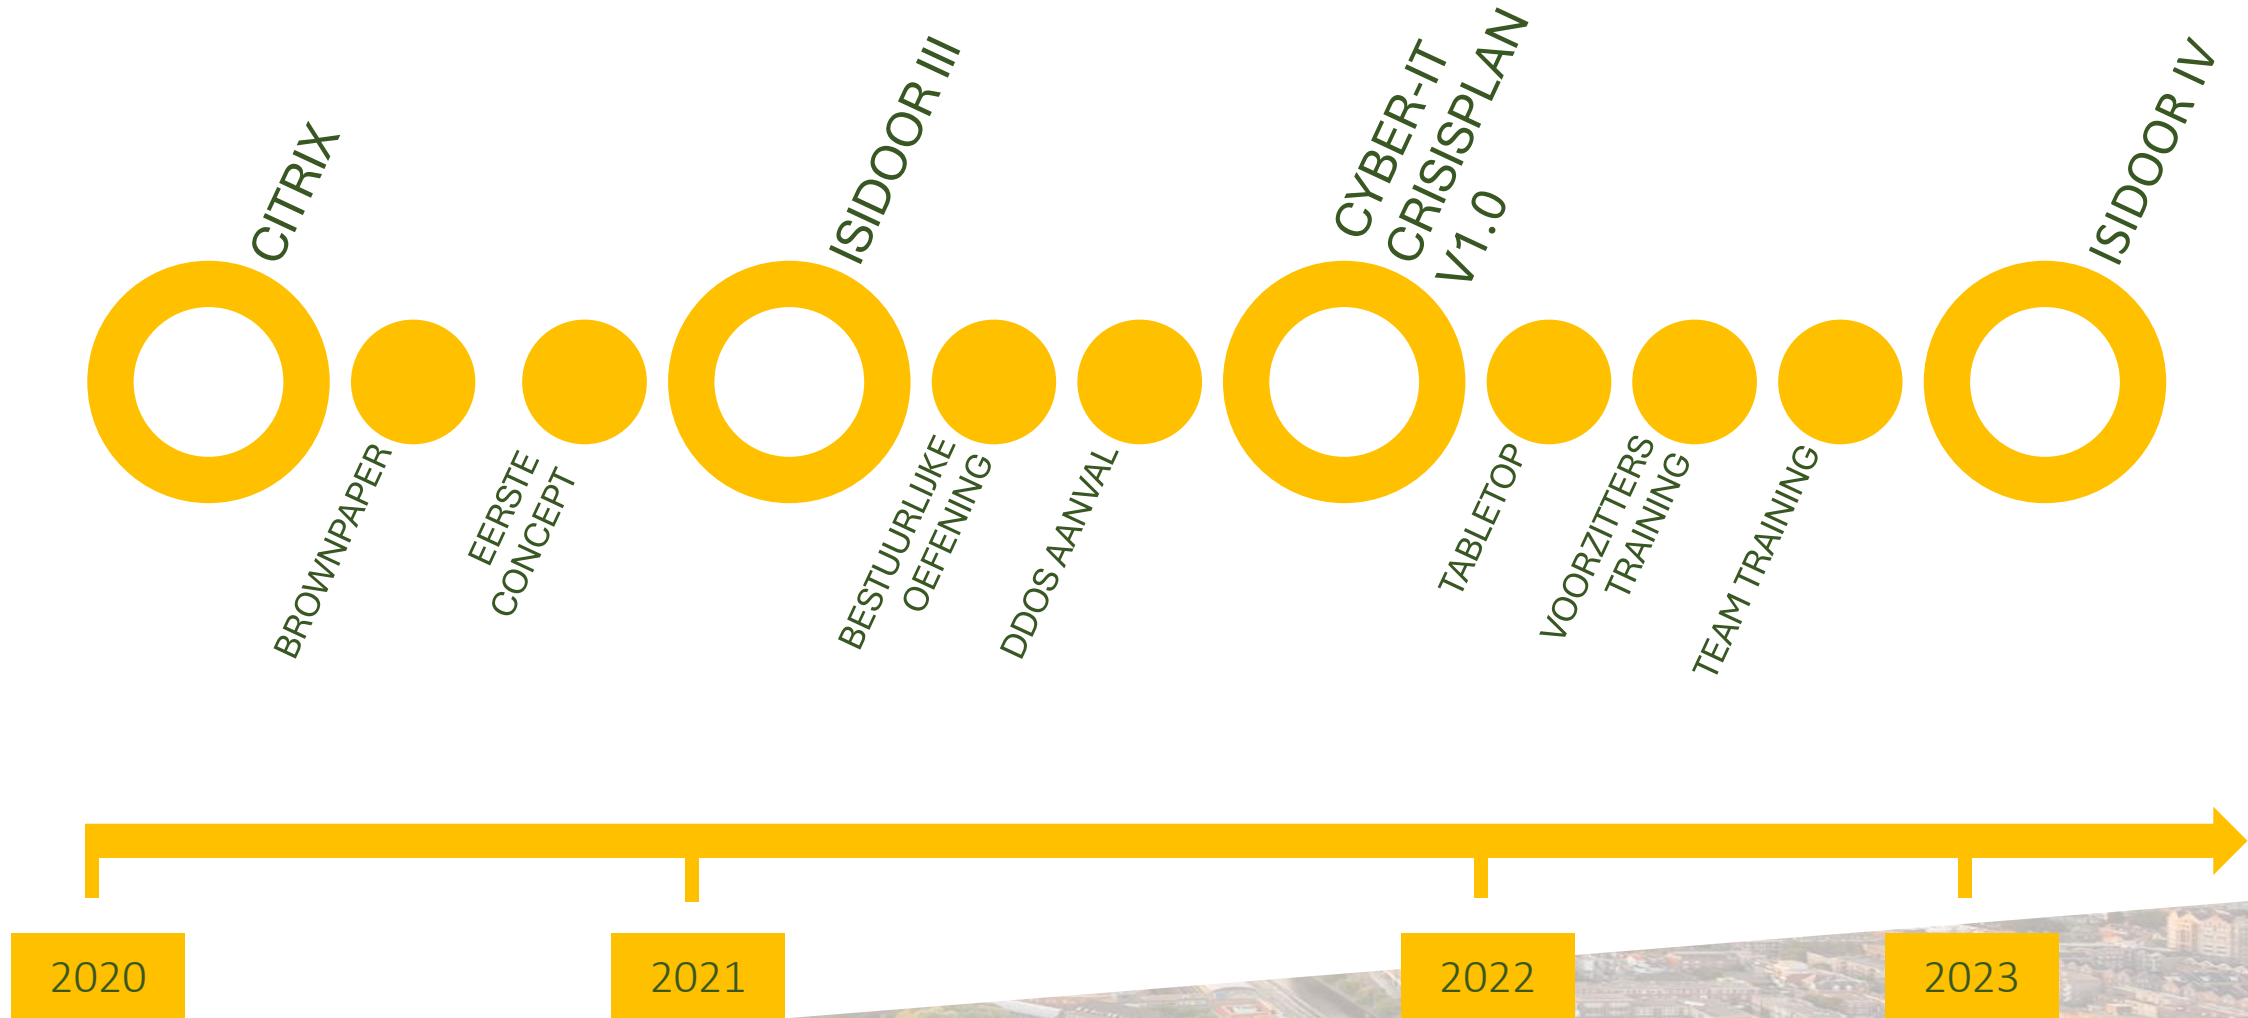 CITRIX
BROWNPAPER
EERSTE
CONCEPT
ISIDOOR III
BESTUURLIJKE
OEFENING
DDOS AANVAL
CYBER-IT
CRISISPLAN
V1.0
TABLETOP
VOORZITTERS
TRAINING
TEAM TRAINING
ISIDOOR IV
2020
2021
2022
2023